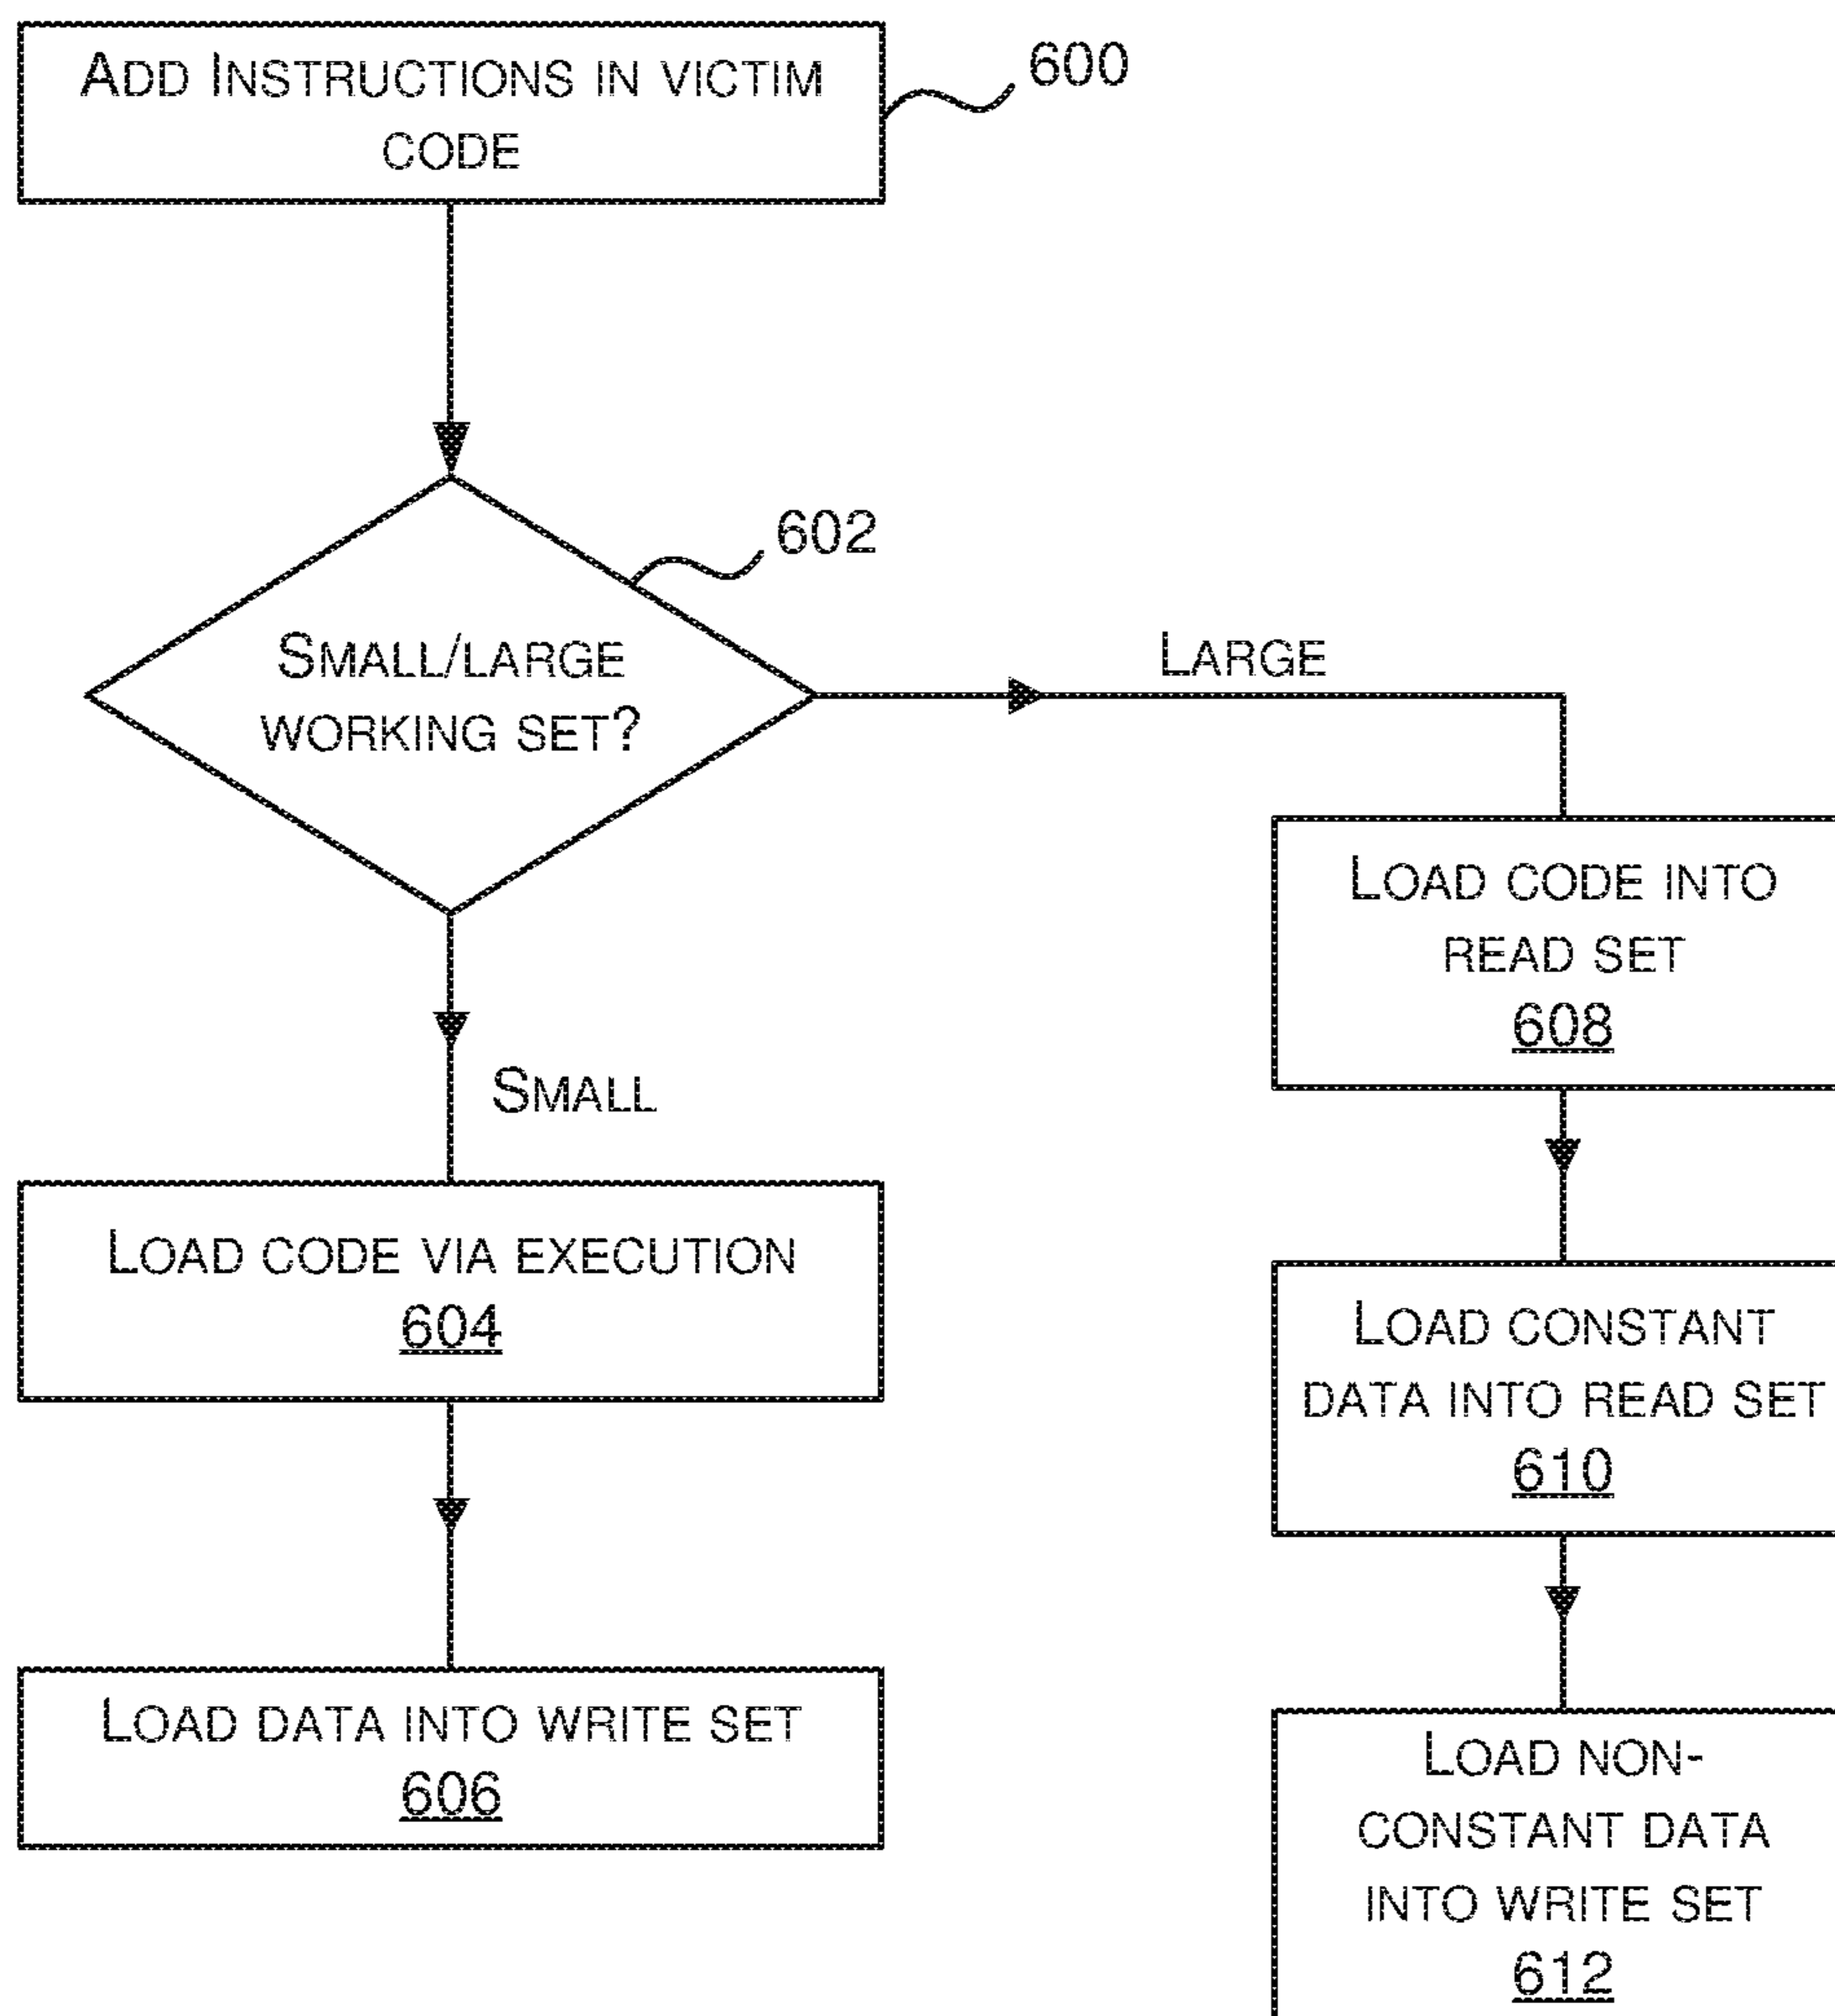 ADD INSTRUCTIONS IN VICTIM
CODE
600
602
SMALL/LARGE
WORKING SET?
LARGE
SMALL
LOAD CODE VIA EXECUTION
604
LOAD DATA INTO WRITE SET
606
LOAD CODE INTO
READ SET
608
LOAD CONSTANT
DATA INTO READ SET
610
LOAD NON-
CONSTANT DATA
INTO WRITE SET
612